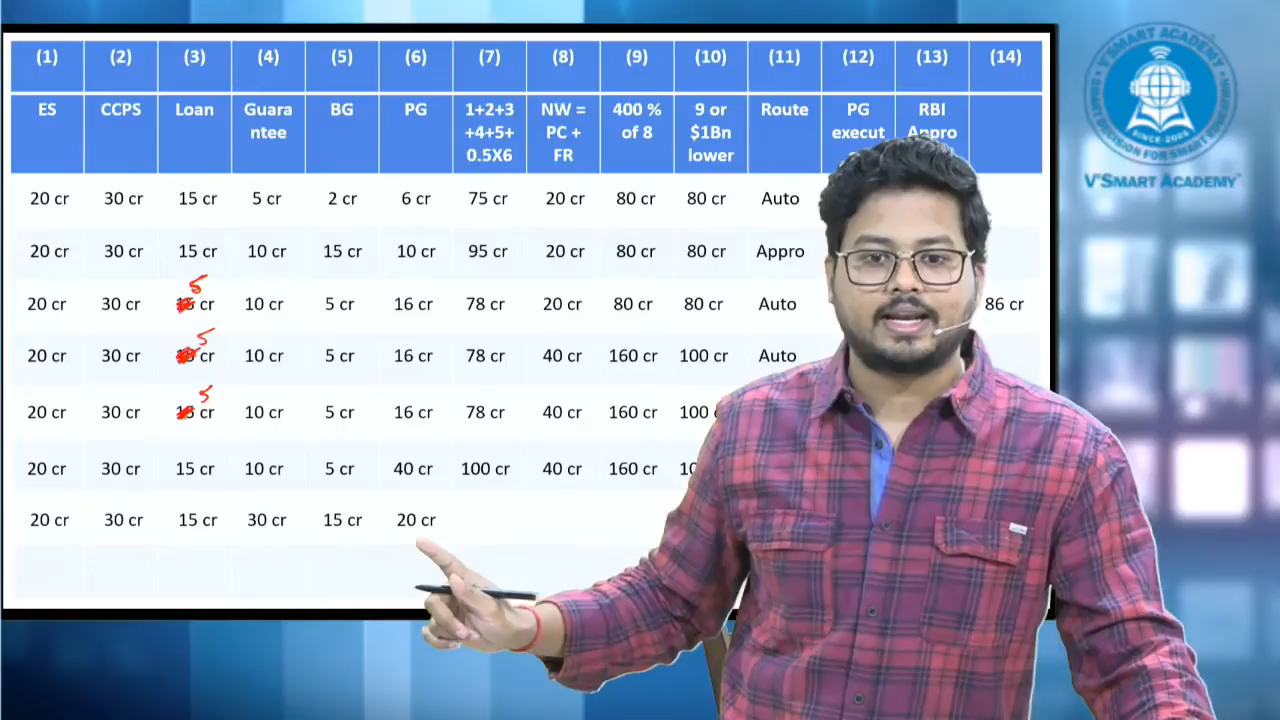 (1) (2) (3) (4) (5) (6) (7) (8) (9) (10) (11) (12) (13) (14)
ES CCPS Loan Guara BG PG 1+2+3 NW = 400 % 9 or Route PG RBI
ntee +4+5+ PC + of 8 $1Bn execut Appro
0.5X6 FR lower
20 cr 30 cr 15 cr 5 cr 2 cr 6 cr 75 cr 20 cr 80 cr 80 cr Auto
20 cr 30 cr 15 cr 10 cr 15 cr 10 cr 95 cr 20 cr 80 cr 80 cr Appro
5
20 cr 30 cr 15 cr 10 cr 5 cr 16 cr 78 cr 20 cr 80 cr 80 cr Auto 86 cr
5
20 cr 30 cr 15 cr 10 cr 5 cr 16 cr 78 cr 40 cr 160 cr 100 cr Auto
5
20 cr 30 cr 15 cr 10 cr 5 cr 16 cr 78 cr 40 cr 160 cr 100
20 cr 30 cr 15 cr 10 cr 5 cr 40 cr 100 cr 40 cr 160 cr
20 cr 30 cr 15 cr 30 cr 15 cr 20 cr
V'SMART ACADEMY
SINCE
V'SMART ACADEMY